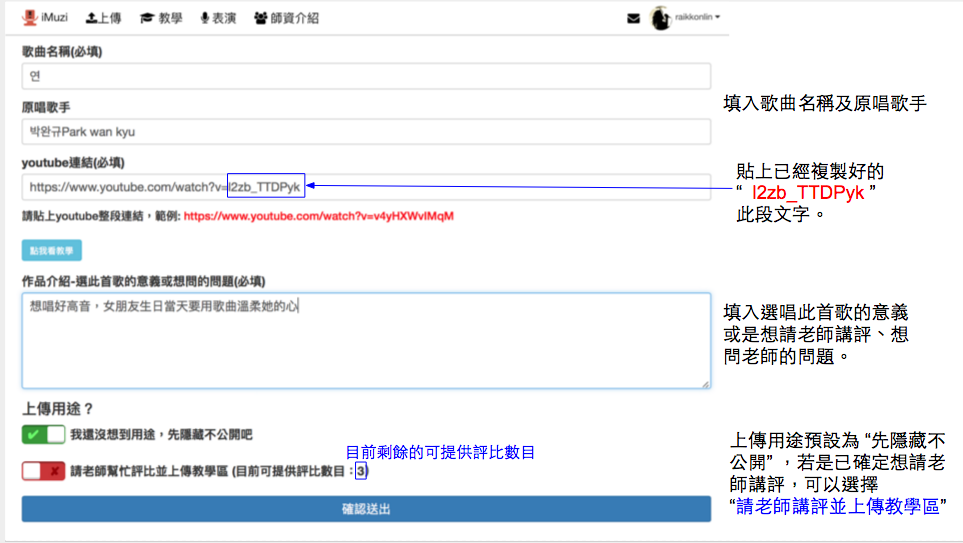 iMuzi 上傳 教學 表演 師資介紹 raikkonlin
歌曲名稱(必填)
연
原唱歌手
박완규Park wan kyu
填入歌曲名稱及原唱歌手
youtube連結(必填)
https://www.youtube.com/watch?v=l2zb_TTDPyk
貼上已經複製好的
“ l2zb_TTDPyk ”
此段文字。
請貼上youtube整段連結，範例: https://www.youtube.com/watch?v=v4yHXWvlMqM
點我看教學
作品介紹-選此首歌的意義或想問的問題(必填)
想唱好高音，女朋友生日當天要用歌曲溫柔她的心
填入選唱此首歌的意義
或是想請老師講評、想
問老師的問題。
上傳用途？
我還沒想到用途，先隱藏不公開吧
目前剩餘的可提供評比數目
請老師幫忙評比並上傳教學區 (目前可提供評比數目：3)
確認送出
上傳用途預設為 “先隱藏不
公開” ，若是已確定想請老
師講評，可以選擇
“請老師講評並上傳教學區”